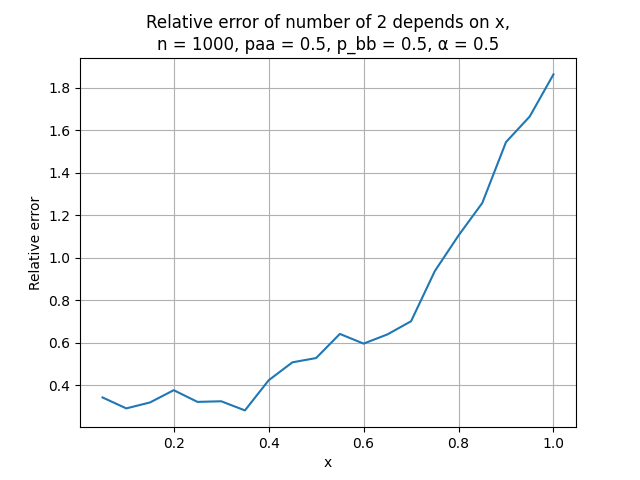 Relative error of number of 2 depends on x,
n = 1000, paa = 0.5, p_bb = 0.5, α = 0.5
Relative error
1.8
1.6
1.4
1.2
1.0
0.8
0.6
0.4
0.2 0.4 0.6 0.8 1.0
x